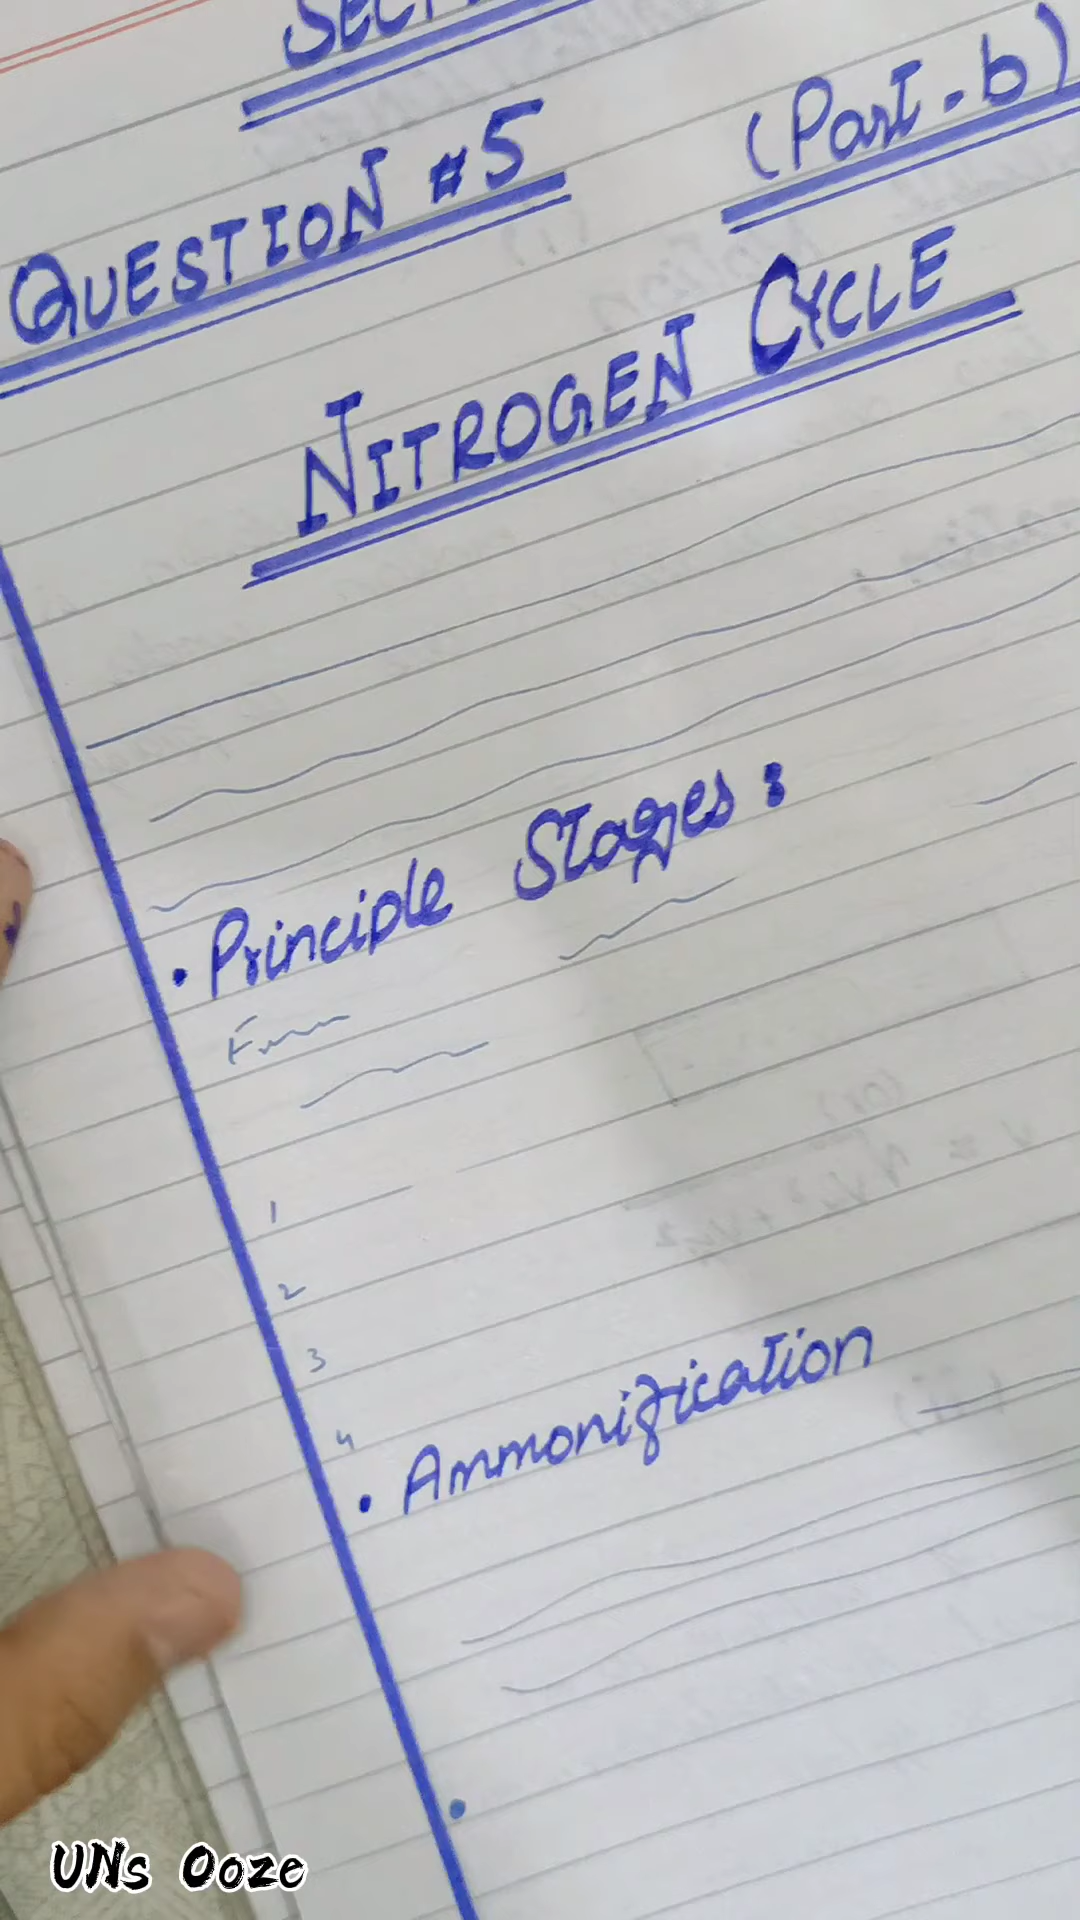 QUESTION #5 (Part-b)
NITROGEN CYCLE
• Principle Stages:
1
2
3
4
• Ammonification
•
UNs Ooze